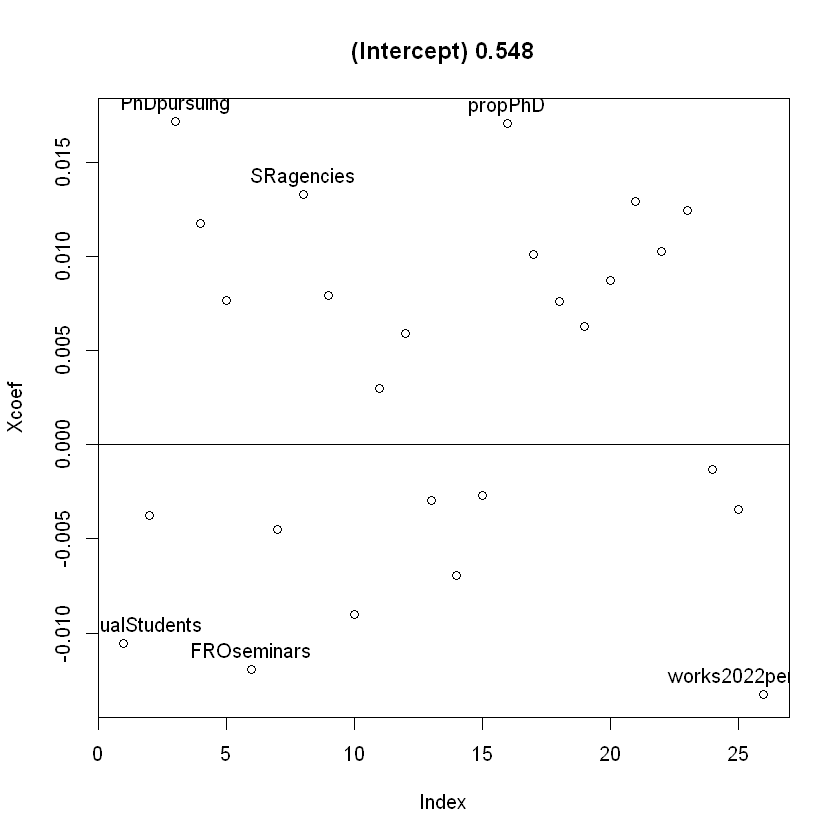 (Intercept) 0.548
PhDpursuing
propPhD
SRagencies
0.015
0.010
0.005
0.000
-0.005
-0.010
Xcoef
ualStudents
FROseminars
works2022per
0 5 10 15 20 25
Index